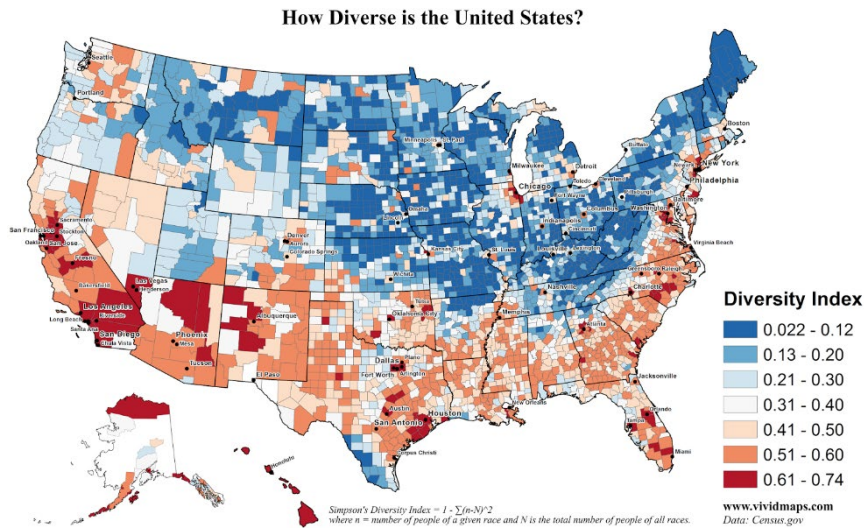 How Diverse is the United States?
Seattle
Portland
Minneapolis
St. Paul
Milwaukee
Detroit
Buffalo
Boston
Newark
New York
Philadelphia
Chicago
Toledo
Cleveland
Fort Wayne
Pittsburgh
Baltimore
Washington
Omaha
Lincoln
Indianapolis
Columbus
Cincinnati
Sacramento
San Francisco
Stockton
Oakland
San Jose
Fresno
Denver
Aurora
Colorado Springs
Kansas City
St. Louis
Louisville
Lexington
Virginia Beach
Las Vegas
Henderson
Wichita
Greensboro
Raleigh
Nashville
Charlotte
Bakersfield
Tulsa
Oklahoma City
Memphis
Los Angeles
Long Beach
Riverside
Santa Ana
San Diego
Chula Vista
Albuquerque
Phoenix
Mesa
Tucson
El Paso
Atlanta
Dallas
Plano
Fort Worth
Arlington
Jacksonville
Austin
Houston
New Orleans
San Antonio
Orlando
Tampa
Corpus Christi
Miami
Honolulu
Diversity Index
0.022 - 0.12
0.13 - 0.20
0.21 - 0.30
0.31 - 0.40
0.41 - 0.50
0.51 - 0.60
0.61 - 0.74
Simpson's Diversity Index = 1 - ∑(n-N)^2
where n = number of people of a given race and N is the total number of people of all races.
www.vividmaps.com
Data: Census.gov